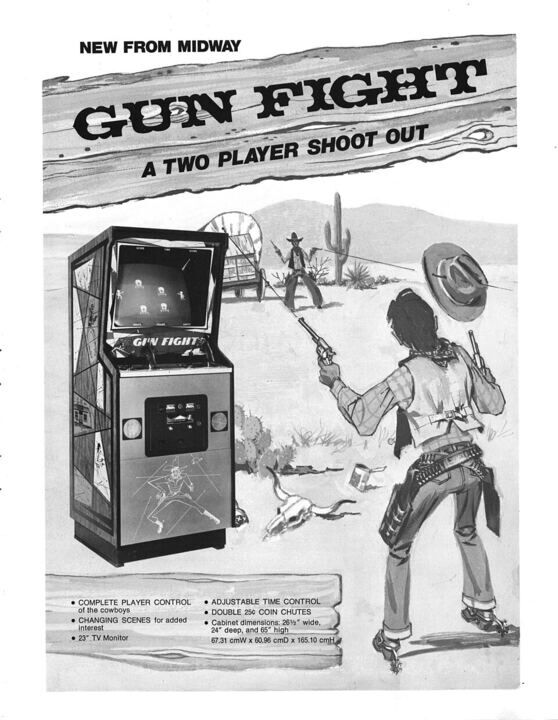 NEW FROM MIDWAY
GUN FIGHT
A TWO PLAYER SHOOT OUT
GUN FIGHT
• COMPLETE PLAYER CONTROL
of the cowboys
• CHANGING SCENES for added
interest
• 23" TV Monitor
• ADJUSTABLE TIME CONTROL
• DOUBLE 25¢ COIN CHUTES
• Cabinet dimensions: 26½" wide,
24" deep, and 65" high
67.31 cmW x 60.96 cmD x 165.10 cmH